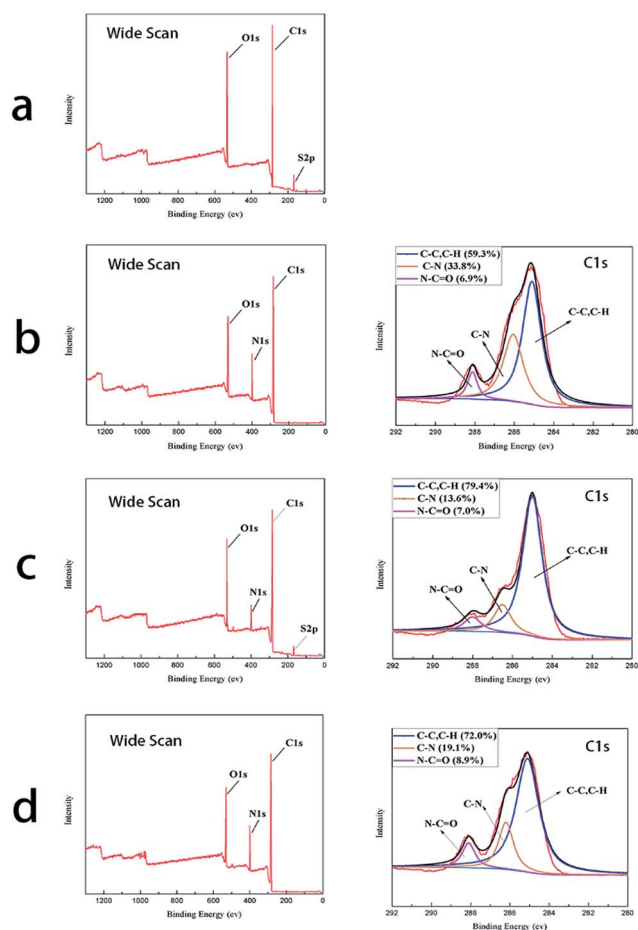 a
Wide Scan
O1s
C1s
S2p
Intensity
1200 1000 800 600 400 200 0
Binding Energy (ev)
b
Wide Scan
O1s
C1s
N1s
Intensity
1200 1000 800 600 400 200 0
Binding Energy (ev)
C-C,C-H (59.3%)
C-N (33.8%)
N-C=O (6.9%)
C1s
C-N
C-C,C-H
N-C=O
Intensity
292 290 288 286 284 282 280
Binding Energy (ev)
c
Wide Scan
O1s
C1s
N1s
S2p
Intensity
1200 1000 800 600 400 200 0
Binding Energy (ev)
C-C,C-H (79.4%)
C-N (13.6%)
N-C=O (7.0%)
C1s
C-N
N-C=O
C-C,C-H
Intensity
292 290 288 286 284 282 280
Binding Energy (ev)
d
Wide Scan
O1s
C1s
N1s
Intensity
1200 1000 800 600 400 200 0
Binding Energy (ev)
C-C,C-H (72.0%)
C-N (19.1%)
N-C=O (8.9%)
C1s
C-N
C-C,C-H
N-C=O
Intensity
292 290 288 286 284 282 280
Binding Energy (ev)